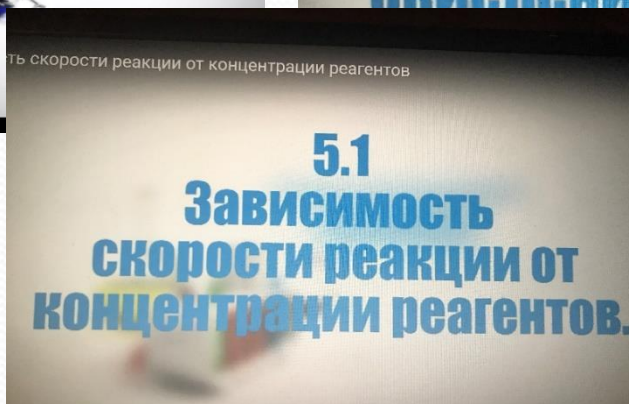 ть скорости реакции от концентрации реагентов
5.1
Зависимость
скорости реакции от
концентрации реагентов.